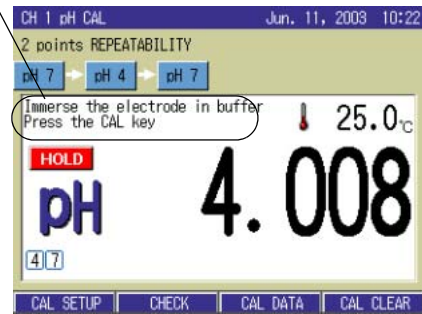 CH 1 pH CAL Jun. 11, 2003 10:22
2 points REPEATABILITY
pH 7 pH 4 pH 7
Immerse the electrode in buffer
Press the CAL key
25.0℃
HOLD
pH 4.008
4 7
CAL SETUP CHECK CAL DATA CAL CLEAR